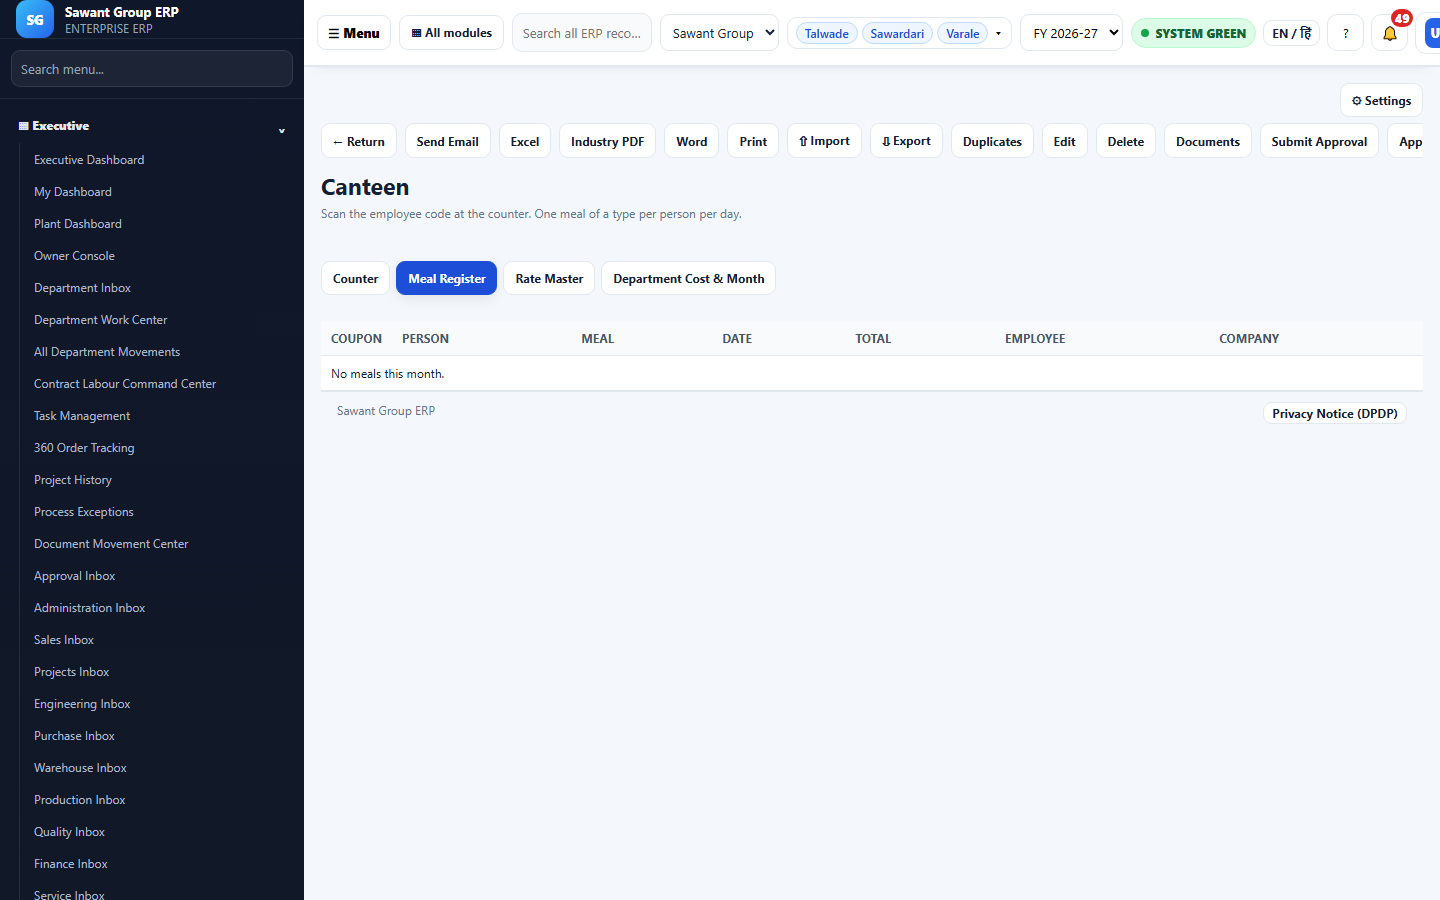 SG
Sawant Group ERP
ENTERPRISE ERP
Search menu...
Executive
Executive Dashboard
My Dashboard
Plant Dashboard
Owner Console
Department Inbox
Department Work Center
All Department Movements
Contract Labour Command Center
Task Management
360 Order Tracking
Project History
Process Exceptions
Document Movement Center
Approval Inbox
Administration Inbox
Sales Inbox
Projects Inbox
Engineering Inbox
Purchase Inbox
Warehouse Inbox
Production Inbox
Quality Inbox
Finance Inbox
Service Inbox
☰ Menu
All modules
Search all ERP reco...
Sawant Group
Talwade Sawardari Varale
FY 2026-27
SYSTEM GREEN
EN / हिं
?
49
U
⚙ Settings
← Return
Send Email
Excel
Industry PDF
Word
Print
⇧ Import
⇩ Export
Duplicates
Edit
Delete
Documents
Submit Approval
App
Canteen
Scan the employee code at the counter. One meal of a type per person per day.
Counter
Meal Register
Rate Master
Department Cost & Month
COUPON PERSON MEAL DATE TOTAL EMPLOYEE COMPANY
No meals this month.
Sawant Group ERP
Privacy Notice (DPDP)